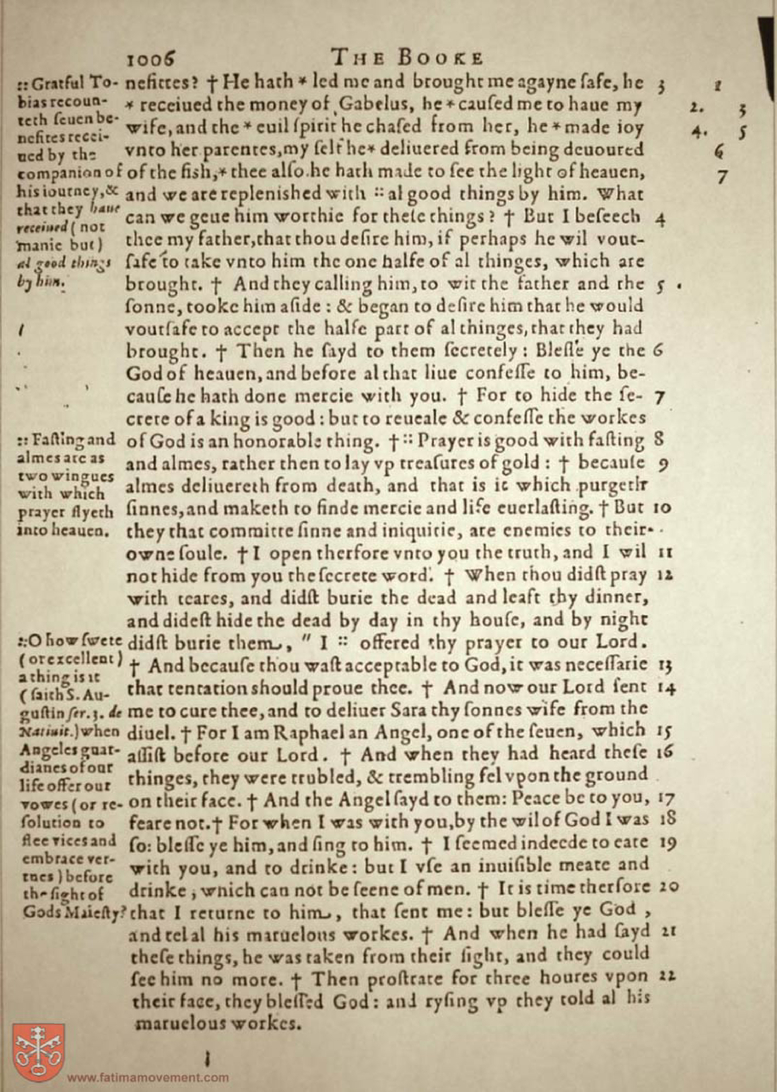 1006 THE BOOKE
nefittes? † He hath * led me and brought me agayne ſafe, he 3 1
* receiued the money of Gabelus, he * cauſed me to haue my 2. 3
wife, and the * euil ſpirit he chaſed from her, he * made ioy 4. 5
vnto her parentes, my ſelf he * deliuered from being deuoured 6
of the fish, * thee alſo he hath made to ſee the light of heauen, 7
and we are replenished with :: al good things by him. What
can we geue him worthie for theſe things? † But I beſeech 4
thee my father, that thou deſire him, if perhaps he wil vout-
ſafe to take vnto him the one halfe of al thinges, which are
brought. † And they calling him, to wit the father and the 5
ſonne, tooke him aſide: & began to deſire him that he would
voutſafe to accept the halfe part of al thinges, that they had
brought. † Then he ſayd to them ſecretely: Bleſſe ye the 6
God of heauen, and before al that liue confeſſe to him, be-
cauſe he hath done mercie with you. † For to hide the ſe- 7
crete of a king is good: but to reueale & confeſſe the workes
of God is an honorable thing. † :: Prayer is good with faſting 8
and almes, rather then to lay vp treaſures of gold: † becauſe 9
almes deliuereth from death, and that is it which purgeth
ſinnes, and maketh to finde mercie and life euerlaſting. † But 10
they that committe ſinne and iniquitie, are enemies to their
owne ſoule. † I open therfore vnto you the truth, and I wil 11
not hide from you the ſecrete word. † When thou didſt pray 12
with teares, and didſt burie the dead and leaft thy dinner,
and dideſt hide the dead by day in thy houſe, and by night
didſt burie them, " I :: offered thy prayer to our Lord.
† And becauſe thou waſt acceptable to God, it was neceſſarie 13
that tentation should proue thee. † And now our Lord ſent 14
me to cure thee, and to deliuer Sara thy ſonnes wife from the
diuel. † For I am Raphael an Angel, one of the ſeuen, which 15
aſſiſt before our Lord. † And when they had heard theſe 16
thinges, they were trubled, & trembling fel vpon the ground
on their face. † And the Angel ſayd to them: Peace be to you, 17
feare not. † For when I was with you, by the wil of God I was 18
ſo: bleſſe ye him, and ſing to him. † I ſeemed indeede to eate 19
with you, and to drinke: but I vſe an inuiſible meate and
drinke, which can not be ſeene of men. † It is time therfore 20
that I returne to him, that ſent me: but bleſſe ye God,
and tel al his maruelous workes. † And when he had ſayd 21
theſe things, he was taken from their ſight, and they could
ſee him no more. † Then proſtrate for three houres vpon 22
their face, they bleſſed God: and ryſing vp they told al his
maruelous workes.
:: Gratful To-
bias recoun-
teth ſeuen be-
nefites recei-
ued by the
companion of
his iourney, &
that they haue
receiued (not
manie but)
al good things
by him.
:: Faſting and
almes are as
two wingues
with which
prayer flyeth
into heauen.
:: O how ſwete
(or excellent)
a thing is it
(ſaith S. Au-
guſtin ſer. 3. de
Natiuit.) when
Angeles guar-
dianes of our
life offer our
vowes (or re-
ſolution to
flee vices and
embrace ver-
tues) before
the ſight of
Gods Maieſty?
www.fatimamovement.com